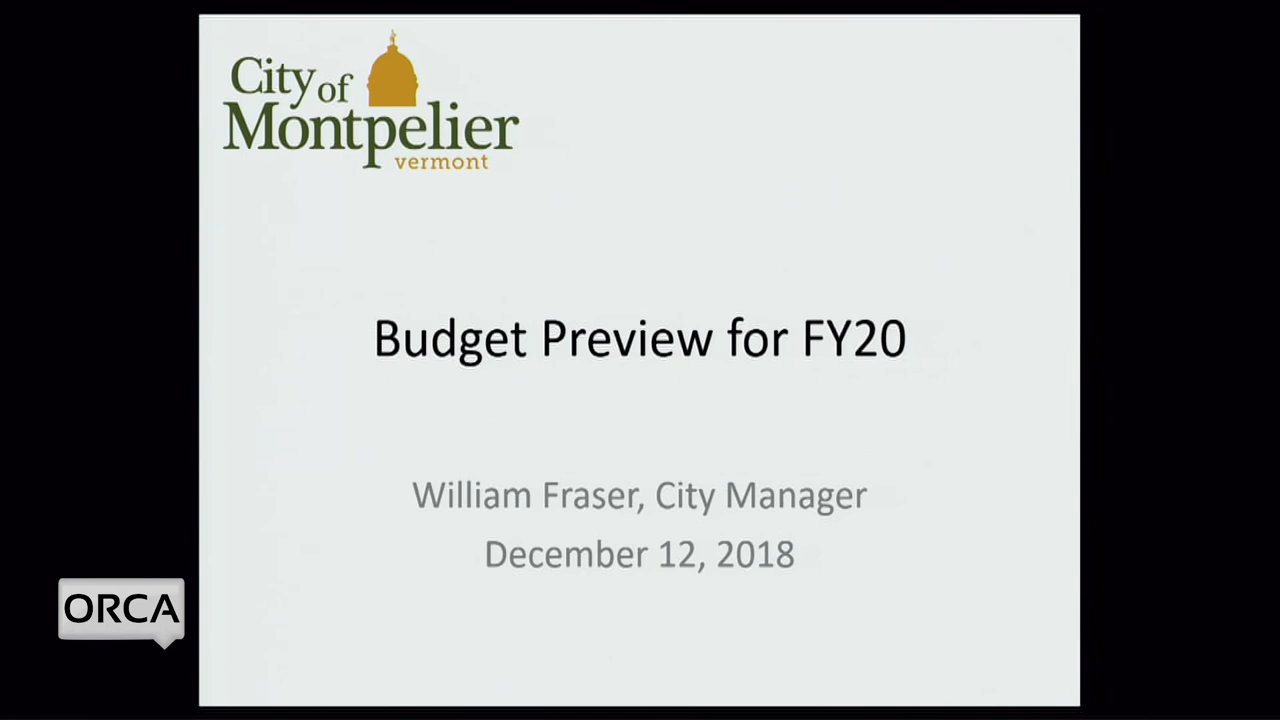 City of
Montpelier
vermont
Budget Preview for FY20
William Fraser, City Manager
December 12, 2018
ORCA